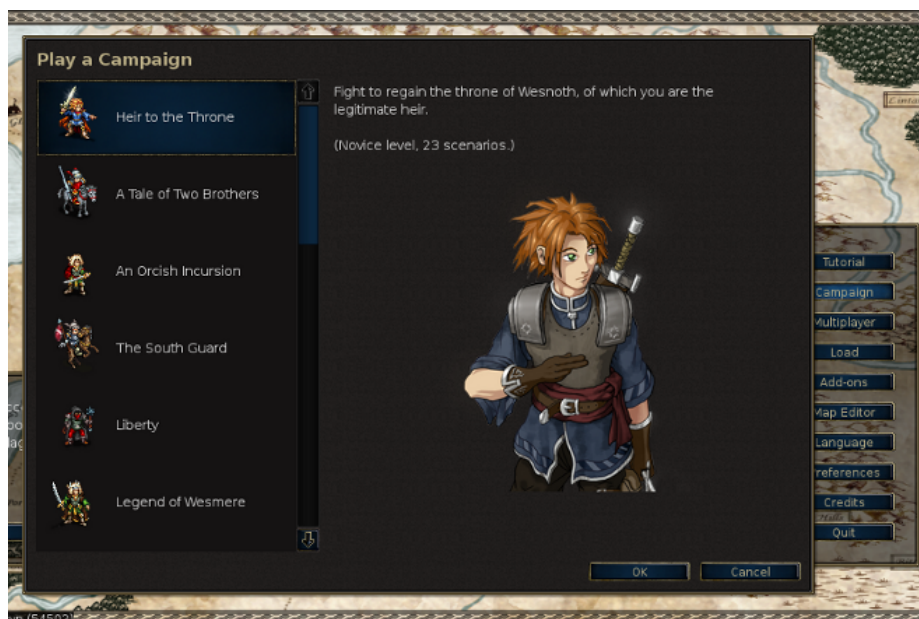 Play a Campaign
Heir to the Throne
A Tale of Two Brothers
An Orcish Incursion
The South Guard
Liberty
Legend of Wesmere
Fight to regain the throne of Wesnoth, of which you are the
legitimate heir.
(Novice level, 23 scenarios.)
OK
Cancel
Tutorial
Campaign
Multiplayer
Load
Add-ons
Map Editor
Language
references
Credits
Quit